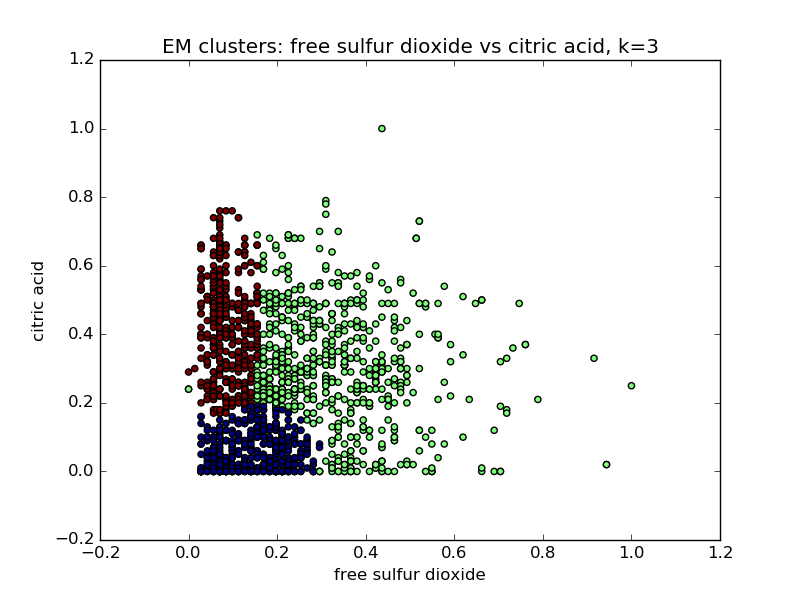 EM clusters: free sulfur dioxide vs citric acid, k=3
1.2
1.0
0.8
0.6
0.4
0.2
0.0
−0.2
citric acid
−0.2 0.0 0.2 0.4 0.6 0.8 1.0 1.2
free sulfur dioxide